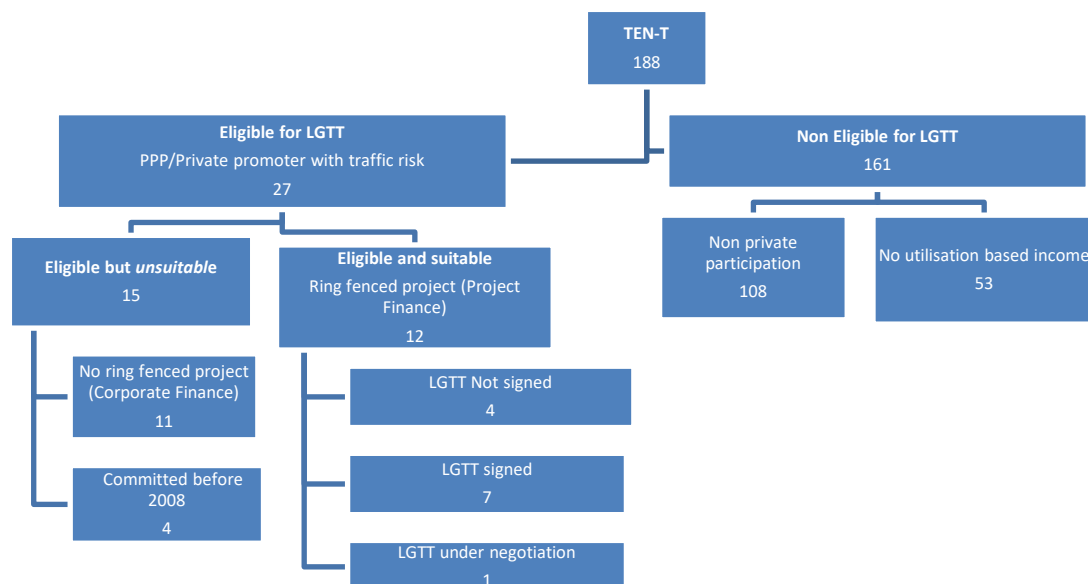 TEN-T
188
Eligible for LGTT
PPP/Private promoter with traffic risk
27
Non Eligible for LGTT
161
Eligible but unsuitable
15
Eligible and suitable
Ring fenced project (Project
Finance)
12
Non private
participation
108
No utilisation based income
53
No ring fenced project
(Corporate Finance)
11
Committed before
2008
4
LGTT Not signed
4
LGTT signed
7
LGTT under negotiation
1